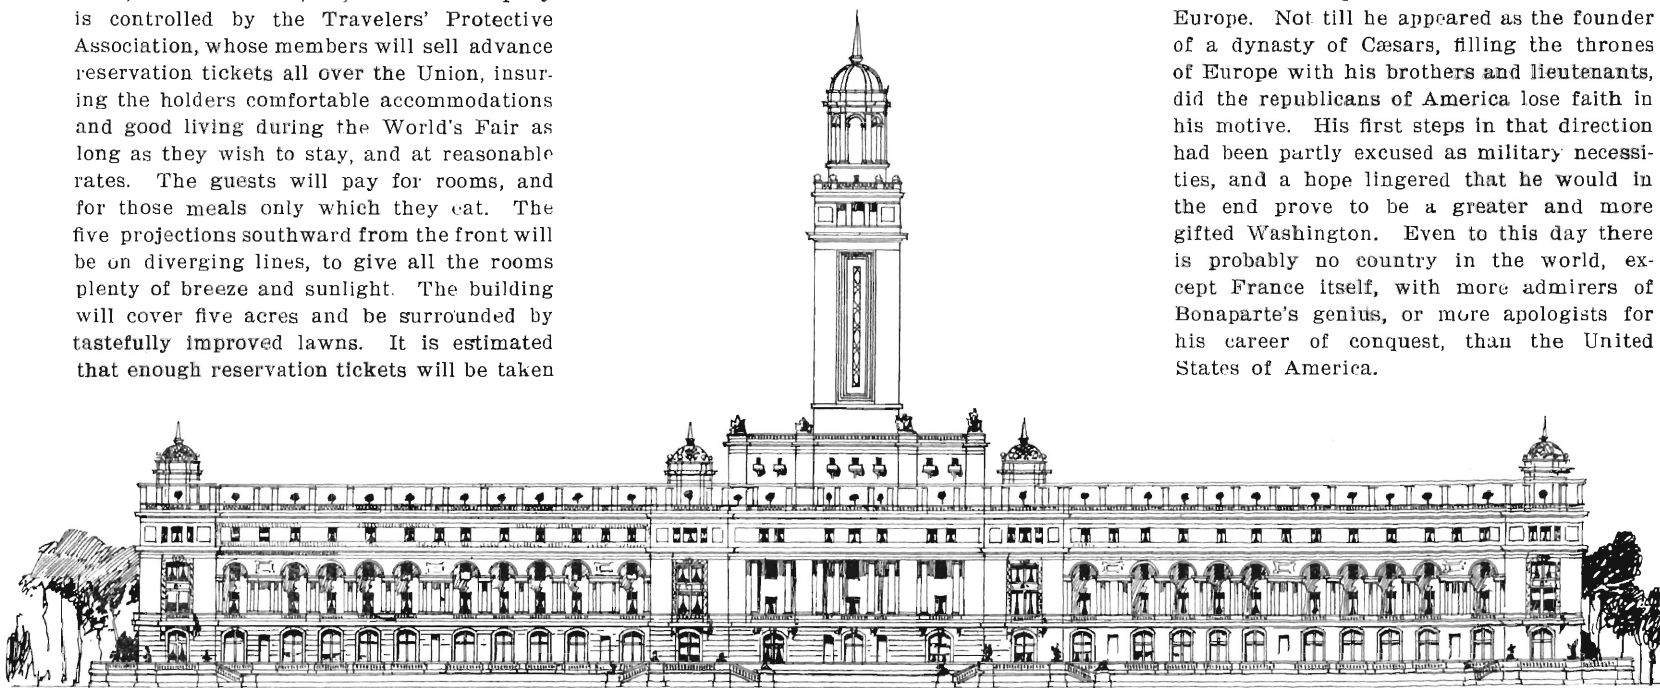 is controlled by the Travelers' Protective
Association, whose members will sell advance
reservation tickets all over the Union, insur-
ing the holders comfortable accommodations
and good living during the World's Fair as
long as they wish to stay, and at reasonable
rates. The guests will pay for rooms, and
for those meals only which they eat. The
five projections southward from the front will
be on diverging lines, to give all the rooms
plenty of breeze and sunlight. The building
will cover five acres and be surrounded by
tastefully improved lawns. It is estimated
that enough reservation tickets will be taken
Europe. Not till he appeared as the founder
of a dynasty of Cæsars, filling the thrones
of Europe with his brothers and lieutenants,
did the republicans of America lose faith in
his motive. His first steps in that direction
had been partly excused as military necessi-
ties, and a hope lingered that he would in
the end prove to be a greater and more
gifted Washington. Even to this day there
is probably no country in the world, ex-
cept France itself, with more admirers of
Bonaparte's genius, or more apologists for
his career of conquest, than the United
States of America.